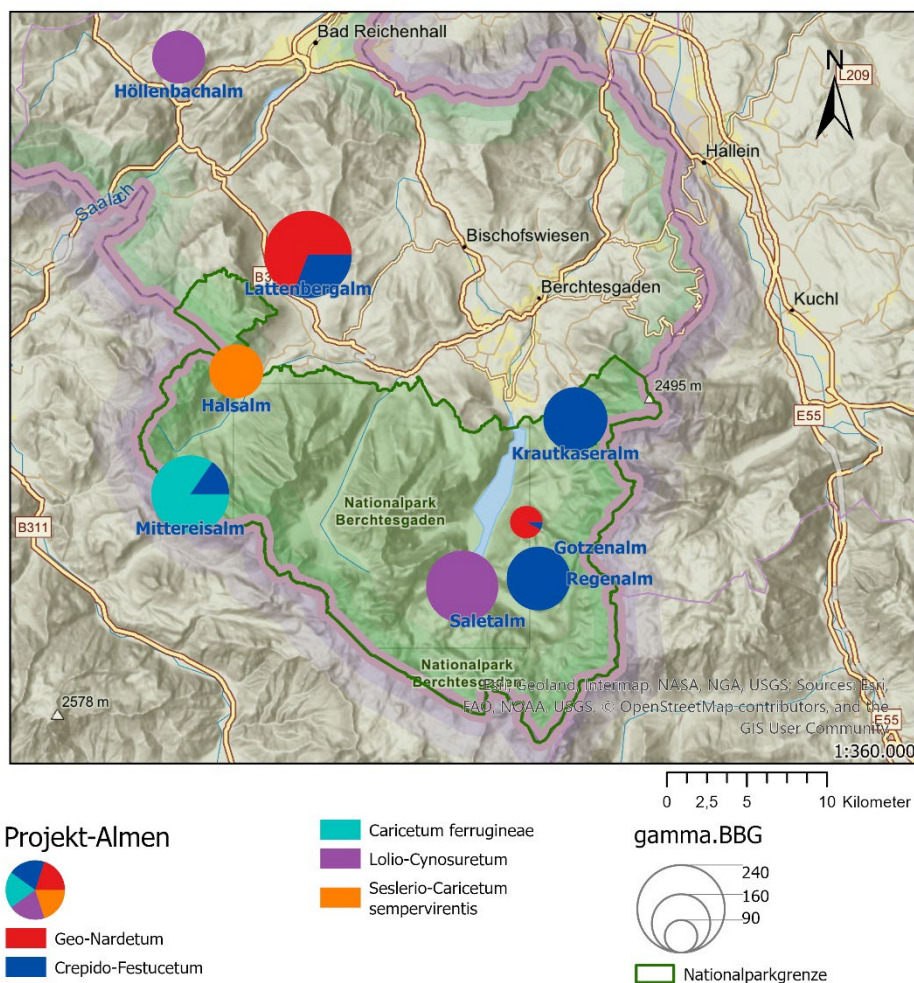 Bad Reichenhall
Höllenbachalm
N
L209
Hallein
Saalach
Bischofswiesen
B3
Lattenbergalm
Berchtesgaden
Kuchl
2495 m
Halsalm
E55
Krautkaseralm
Mittereisalm
Nationalpark
Berchtesgaden
B311
Gotzenalm
Regenalm
Saletalm
Nationalpark
Berchtesgaden
2578 m
Esri, Geoland, Intermap, NASA, NGA, USGS; Sources: Esri,
FAO, NOAA, USGS. © OpenStreetMap contributors, and the
GIS User Community
E55
1:360.000
0 2,5 5 10 Kilometer
Projekt-Almen
Geo-Nardetum
Crepido-Festucetum
Caricetum ferrugineae
Lolio-Cynosuretum
Seslerio-Caricetum
sempervirentis
gamma.BBG
240
160
90
Nationalparkgrenze